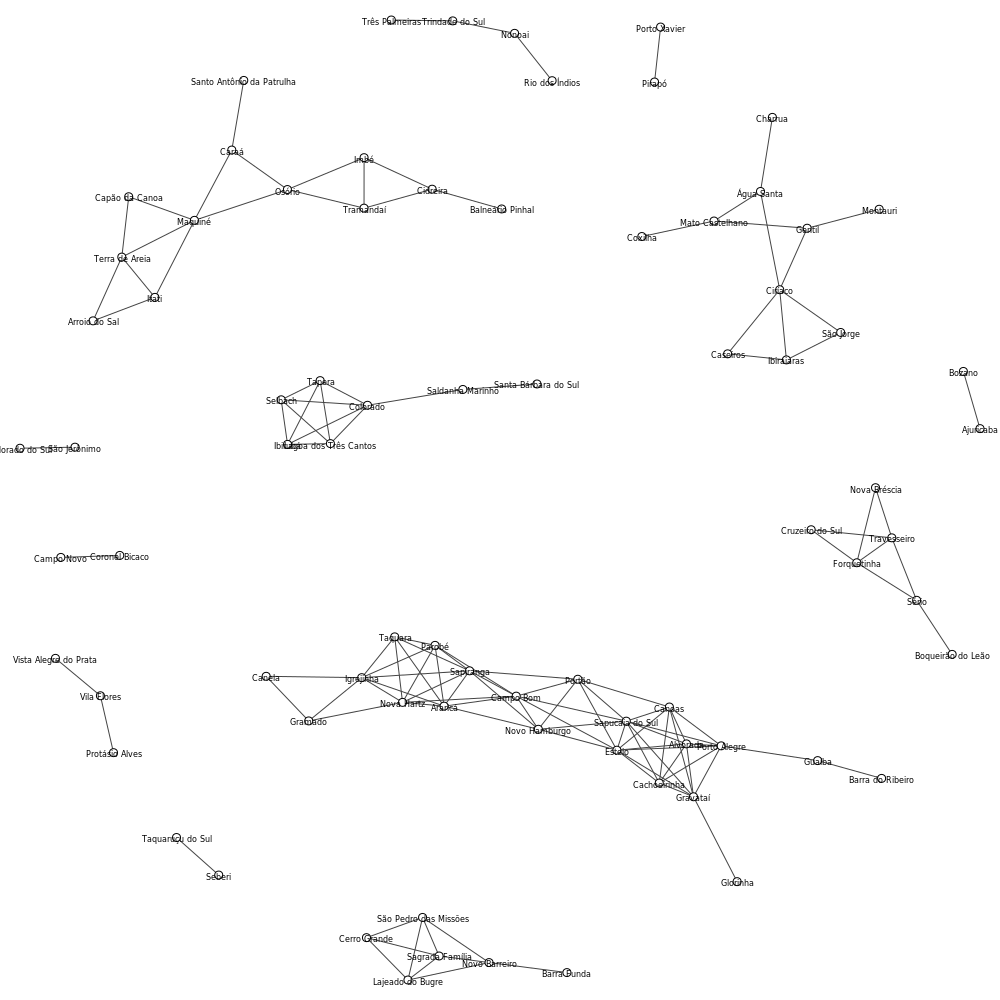 Três Palmeiras
Trindade do Sul
Nonoai
Rio dos Índios
Porto Xavier
Pirapó
Santo Antônio da Patrulha
Caraá
Osório
Imbé
Tramandaí
Cidreira
Balneário Pinhal
Capão da Canoa
Maquiné
Terra de Areia
Itati
Arroio do Sal
Charrua
Água Santa
Mato Castelhano
Coxilha
Gentil
Montauri
Ciríaco
São Jorge
Caseiros
Ibiraiaras
Bozano
Ajuricaba
Tapera
Selbach
Colorado
Saldanha Marinho
Santa Bárbara do Sul
Lagoa dos Três Cantos
dorado do Sul
São Jerônimo
Campo Novo
Coronel Bicaco
Nova Bréscia
Cruzeiro do Sul
Travesseiro
Forquetinha
Sério
Boqueirão do Leão
Vista Alegre do Prata
Vila Flores
Protásio Alves
Taquara
Parobé
Sapiranga
Canela
Igrejinha
Gramado
Nova Hartz
Araricá
Campo Bom
Novo Hamburgo
Portão
Canoas
Sapucaia do Sul
Esteio
Alvorada
Porto Alegre
Cachoeirinha
Gravataí
Guaíba
Barra do Ribeiro
Glorinha
Taquaruçu do Sul
Seberi
São Pedro das Missões
Cerro Grande
Sagrada Família
Novo Barreiro
Lajeado do Bugre
Barra Funda